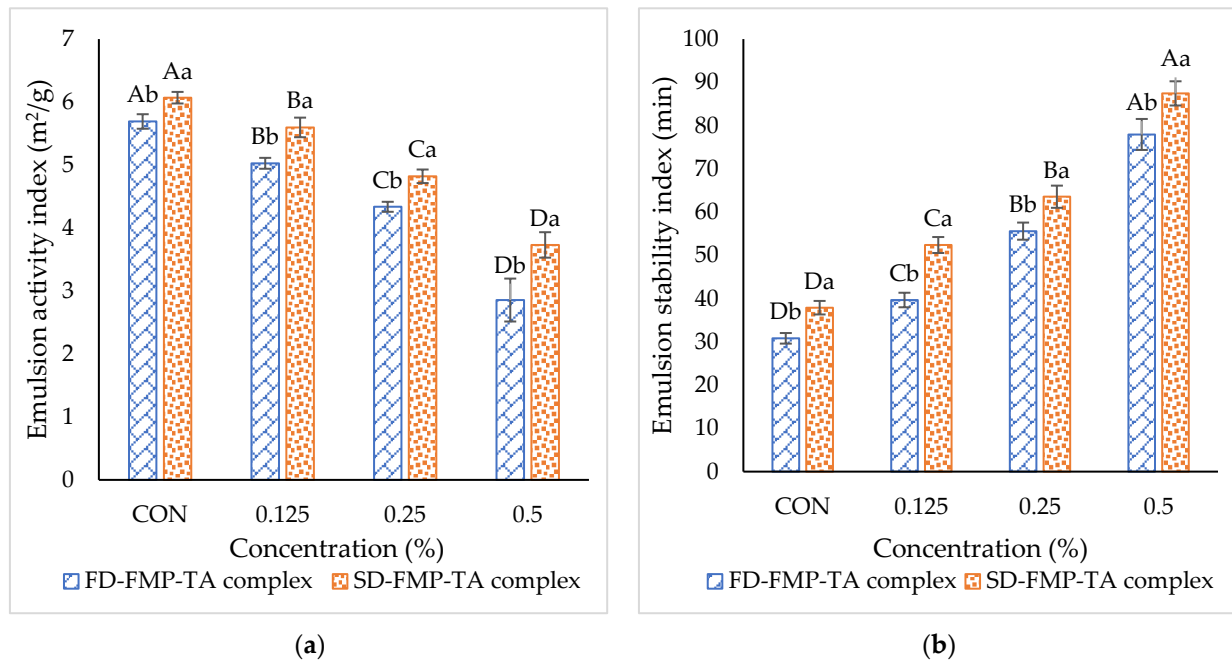 7
6
5
4
3
2
1
0
Emulsion activity index (m²/g)
Ab
Aa
Bb
Ba
Cb
Ca
Db
Da
CON 0.125 0.25 0.5
Concentration (%)
FD-FMP-TA complex SD-FMP-TA complex
(a)
100
90
80
70
60
50
40
30
20
10
0
Emulsion stability index (min)
Db
Da
Cb
Ca
Bb
Ba
Ab
Aa
CON 0.125 0.25 0.5
Concentration (%)
FD-FMP-TA complex SD-FMP-TA complex
(b)